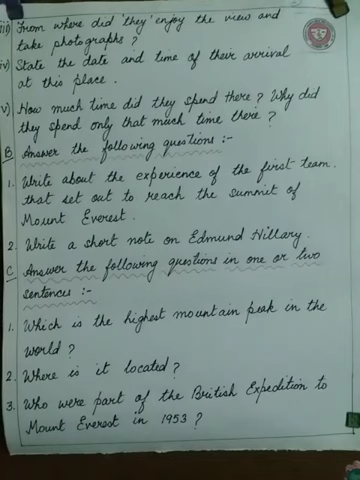 iii) From where did 'they' enjoy the view and
take photographs?
iv) State the date and time of their arrival
at this place.
v) How much time did they spend there? Why did
they spend only that much time there?
B Answer the following questions :-
1. Write about the experience of the first team
that set out to reach the summit of
Mount Everest.
2. Write a short note on Edmund Hillary.
C Answer the following questions in one or two
sentences :-
1. Which is the highest mountain peak in the
world?
2. Where is it located?
3. Who were part of the British Expedition to
Mount Everest in 1953?